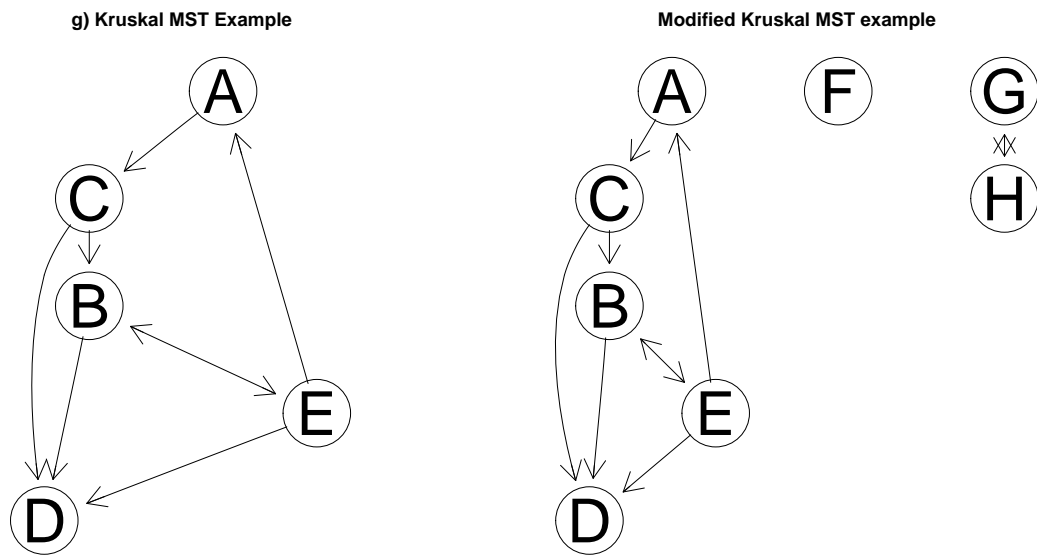 g) Kruskal MST Example
A
C
B
E
D
Modified Kruskal MST example
A F G
C H
B
E
D